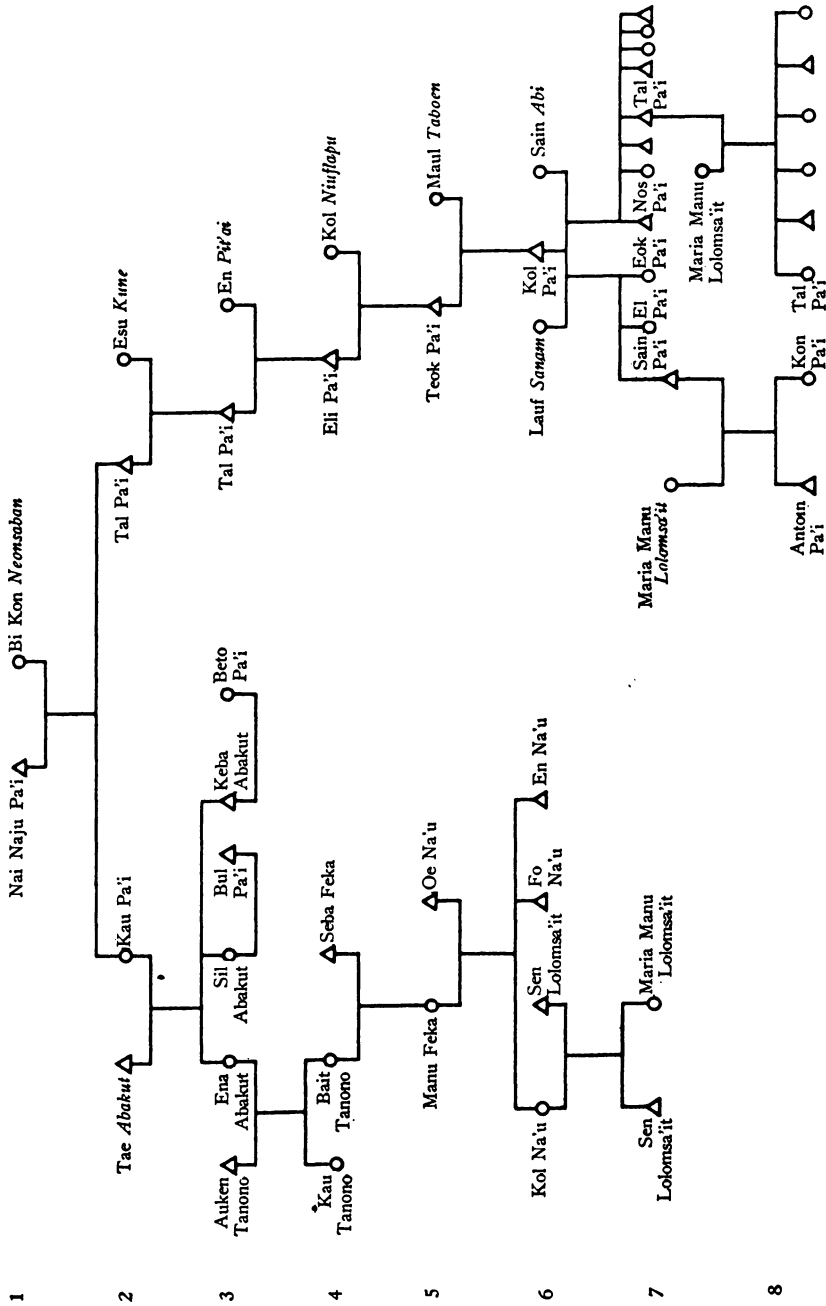 1
Nai Naju Pa'i
Bi Kon Neonsaban
2
Tae Abakut
Kau Pa'i
Tal Pa'i
Esu Kume
3
Auken
Tanono
Ena
Abakut
Sil
Abakut
Bul
Pa'i
Keba
Abakut
Beto
Pa'i
Tal Pa'i
En Pit'ai
4
Kau
Tanono
Bait
Tanono
Seba Feka
Eli Pa'i
Kol Niuflapu
5
Manu Feka
Oe Na'u
Teok Pa'i
Maul Taboen
6
Kol Na'u
Sen
Lolomsa'it
Fo
Na'u
En Na'u
Lauf Sanam
Kol
Pa'i
Sain Abi
7
Sen
Lolomsa'it
Maria Manu
Lolomsa'it
Maria Manu
Lolomsa'it
Sain
Pa'i
El
Pa'i
Eok
Pa'i
Nos
Pa'i
Tal
Pa'i
Maria Manu
Lolomsa'it
8
Antoin
Pa'i
Kon
Pa'i
Tal
Pa'i